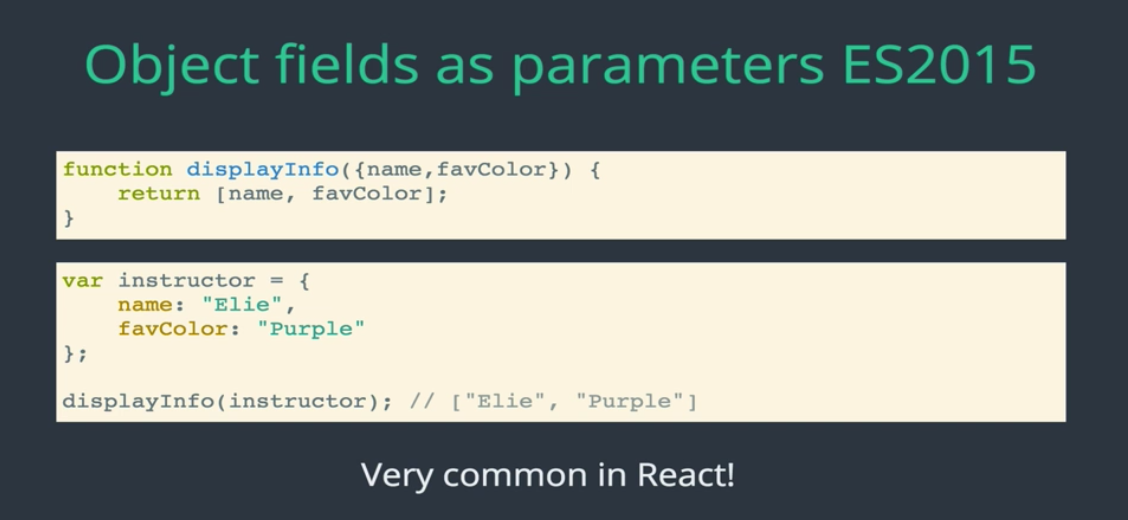 Object fields as parameters ES2015
function displayInfo({name,favColor}) {
    return [name, favColor];
}
var instructor = {
    name: "Elie",
    favColor: "Purple"
};
displayInfo(instructor); // ["Elie", "Purple"]
Very common in React!